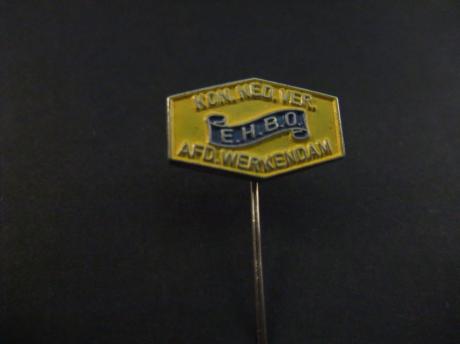 KON. NED. VER.
E.H.B.O.
AFD. WERKENDAM